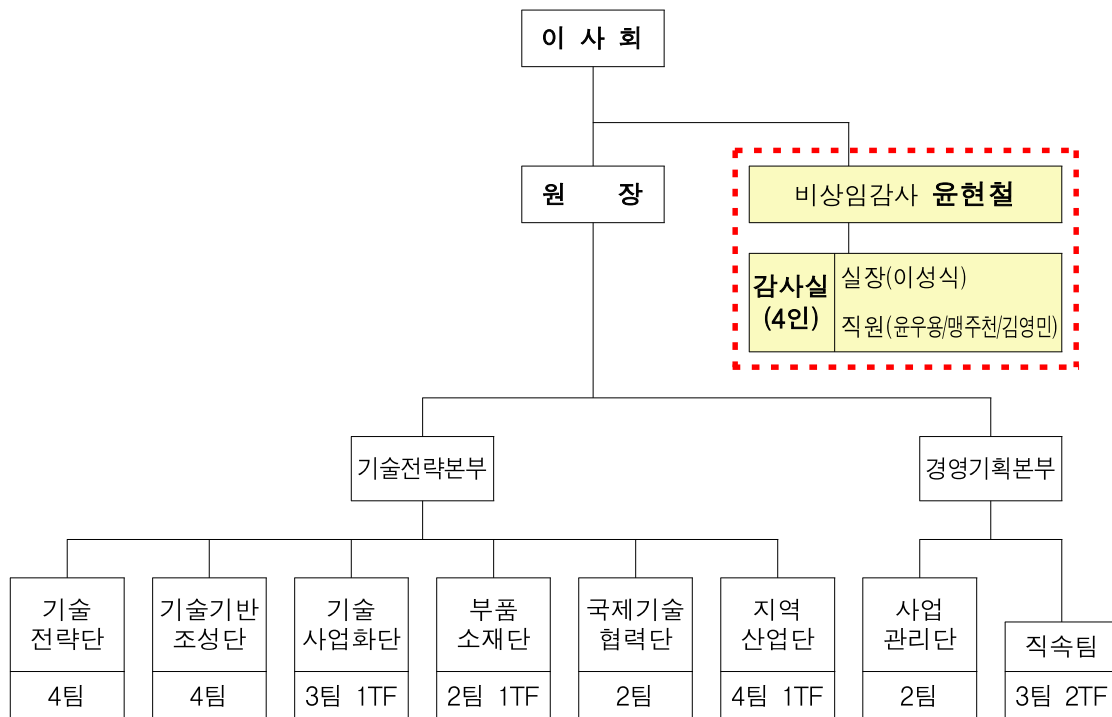 이 사 회
원 장
비상임감사 윤현철
감사실
(4인)
실장(이성식)
직원(윤우용/맹주천/김영민)
기술전략본부
경영기획본부
기술
전략단
4팀
기술기반
조성단
4팀
기술
사업화단
3팀 1TF
부품
소재단
2팀 1TF
국제기술
협력단
2팀
지역
산업단
4팀 1TF
사업
관리단
2팀
직속팀
3팀 2TF